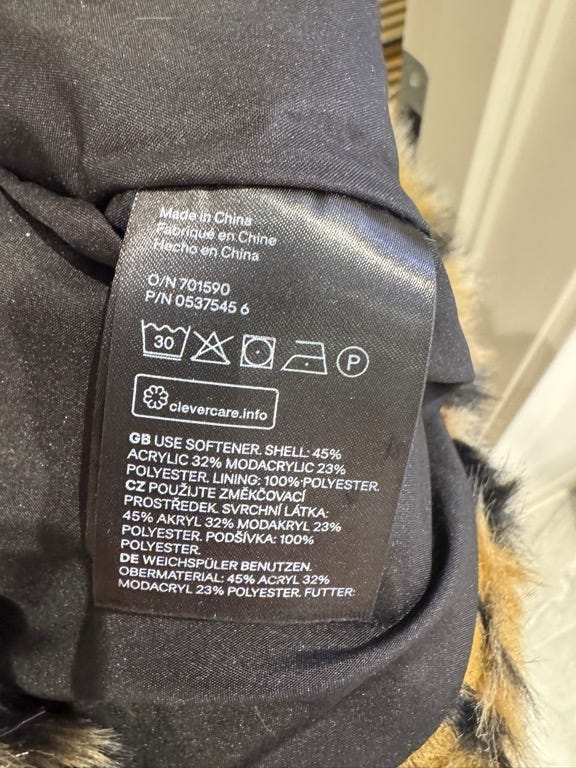 Made in China
Fabriqué en Chine
Hecho en China
O/N 701590
P/N 0537545 6
30
P
clevercare.info
GB USE SOFTENER. SHELL: 45%
ACRYLIC 32% MODACRYLIC 23%
POLYESTER. LINING: 100% POLYESTER.
CZ POUŽIJTE ZMĚKČOVACÍ
PROSTŘEDEK. SVRCHNÍ LÁTKA:
45% AKRYL 32% MODAKRYL 23%
POLYESTER. PODŠÍVKA: 100%
POLYESTER.
DE WEICHSPÜLER BENUTZEN.
OBERMATERIAL: 45% ACRYL 32%
MODACRYL 23% POLYESTER. FUTTER: